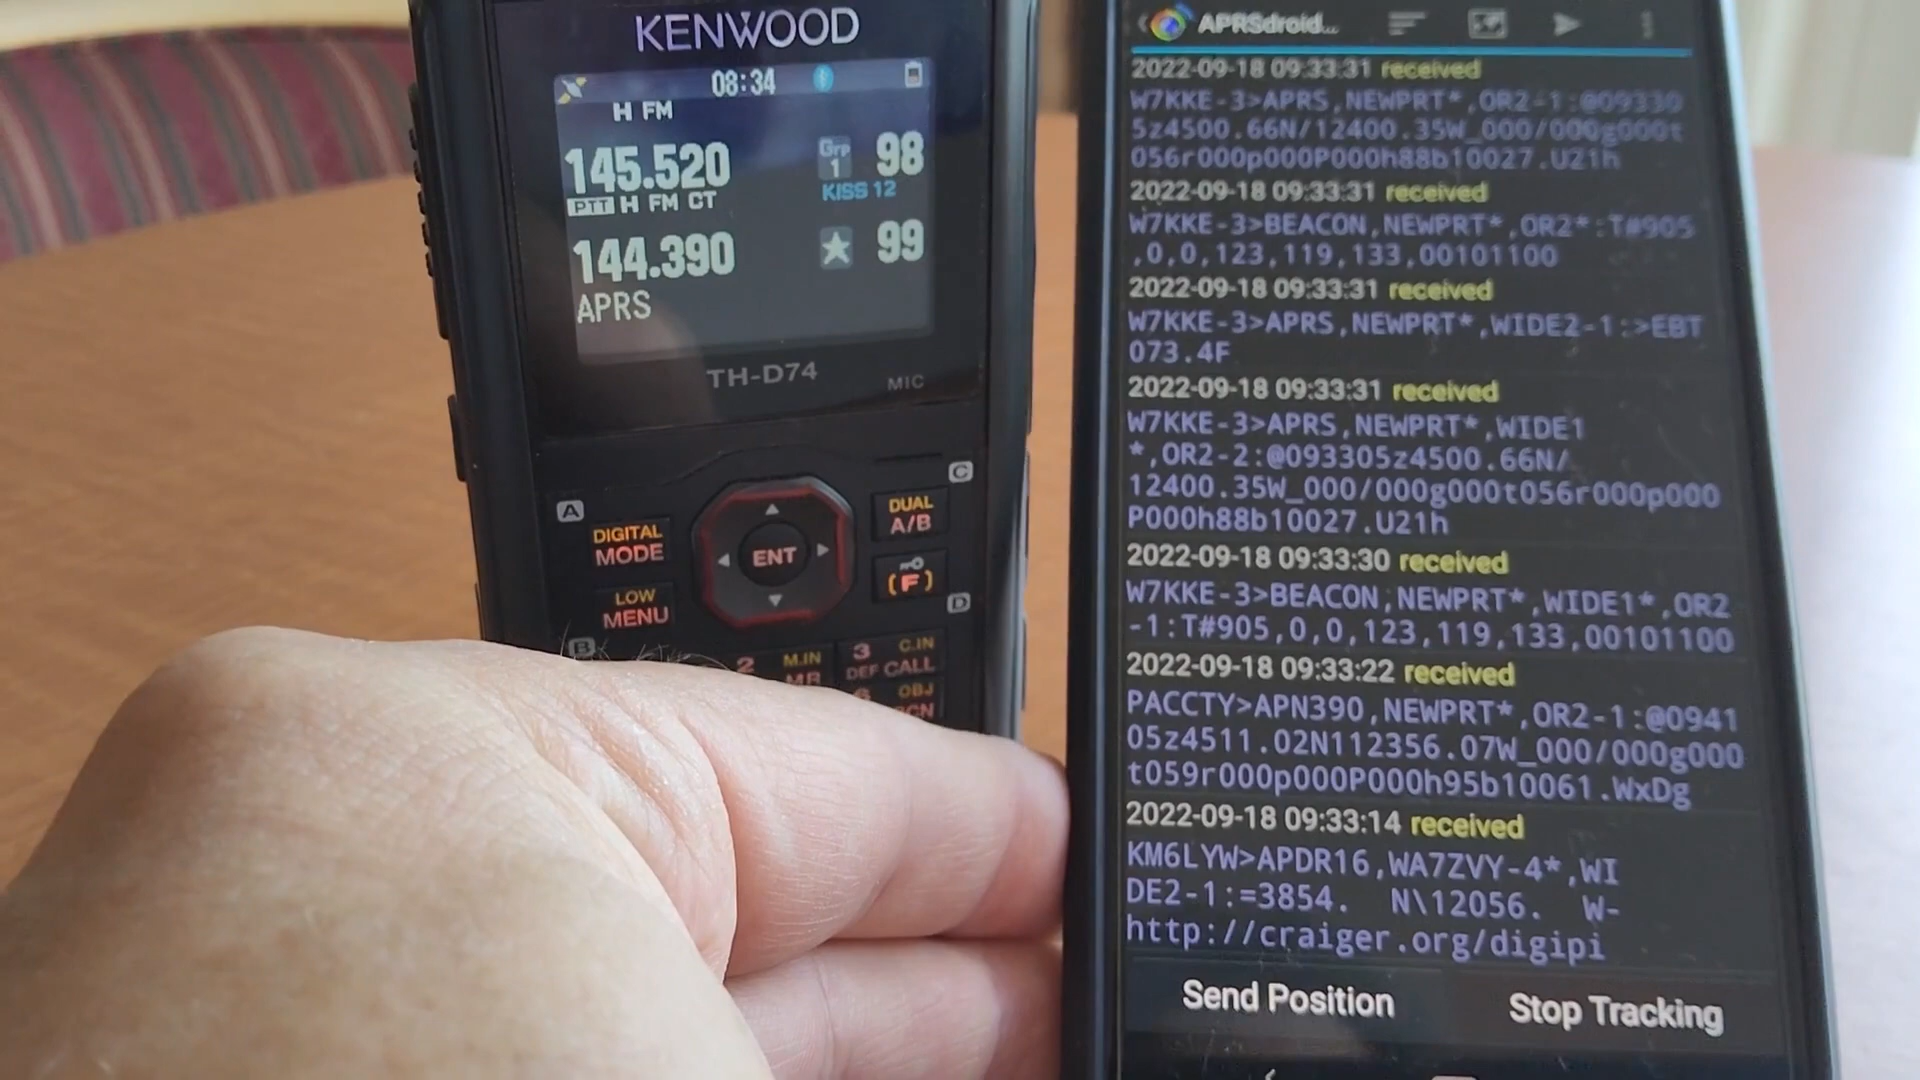 KENWOOD
08:34
H FM
145.520
Grp
1
98
KISS 12
PTT H FM CT
144.390
99
APRS
TH-D74
MIC
A
DIGITAL
MODE
LOW
MENU
B
ENT
C
DUAL
A/B
(F)
D
2
M.IN
MR
3
C.IN
DEF CALL
6
OBJ
APRSdroid...
2022-09-18 09:33:31 received
W7KKE-3>APRS,NEWPRT*,OR2-1:@09330
5z4500.66N/12400.35W_000/000g000t
056r000p000P000h88b10027.U21h
2022-09-18 09:33:31 received
W7KKE-3>BEACON,NEWPRT*,OR2*:T#905
,0,0,123,119,133,00101100
2022-09-18 09:33:31 received
W7KKE-3>APRS,NEWPRT*,WIDE2-1:>EBT
073.4F
2022-09-18 09:33:31 received
W7KKE-3>APRS,NEWPRT*,WIDE1
*,OR2-2:@093305z4500.66N/
12400.35W_000/000g000t056r000p000
P000h88b10027.U21h
2022-09-18 09:33:30 received
W7KKE-3>BEACON,NEWPRT*,WIDE1*,OR2
-1:T#905,0,0,123,119,133,00101100
2022-09-18 09:33:22 received
PACCTY>APN390,NEWPRT*,OR2-1:@0941
05z4511.02N112356.07W_000/000g000
t059r000p000P000h95b10061.WxDg
2022-09-18 09:33:14 received
KM6LYW>APDR16,WA7ZVY-4*,WI
DE2-1:=3854.  N\12056.  W-
http://craiger.org/digipi
Send Position
Stop Tracking